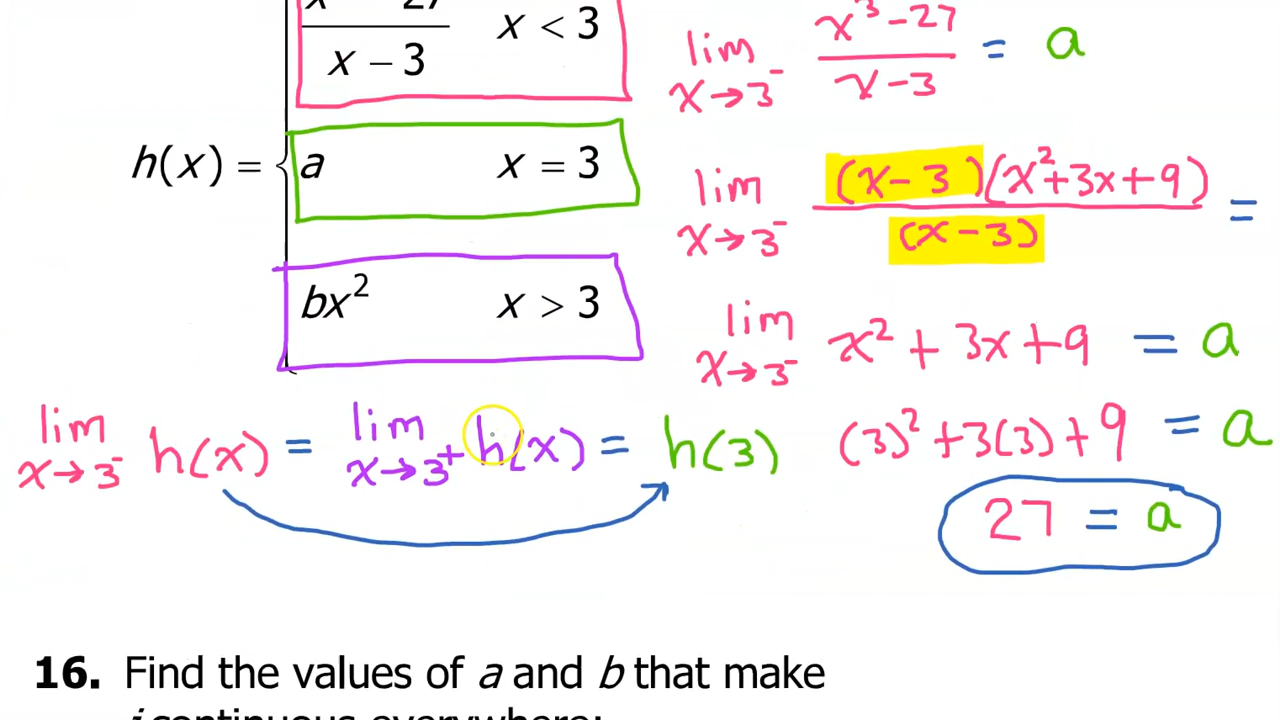 x < 3
x − 3
h(x) =
a x = 3
bx² x > 3
lim x→3⁻ x³ − 27 / x − 3 = a
lim x→3⁻ (x − 3)(x² + 3x + 9) / (x − 3) =
lim x→3⁻ x² + 3x + 9 = a
(3)² + 3(3) + 9 = a
27 = a
lim x→3⁻ h(x) = lim x→3⁺ h(x) = h(3)
16. Find the values of a and b that make
continuous everywhere: